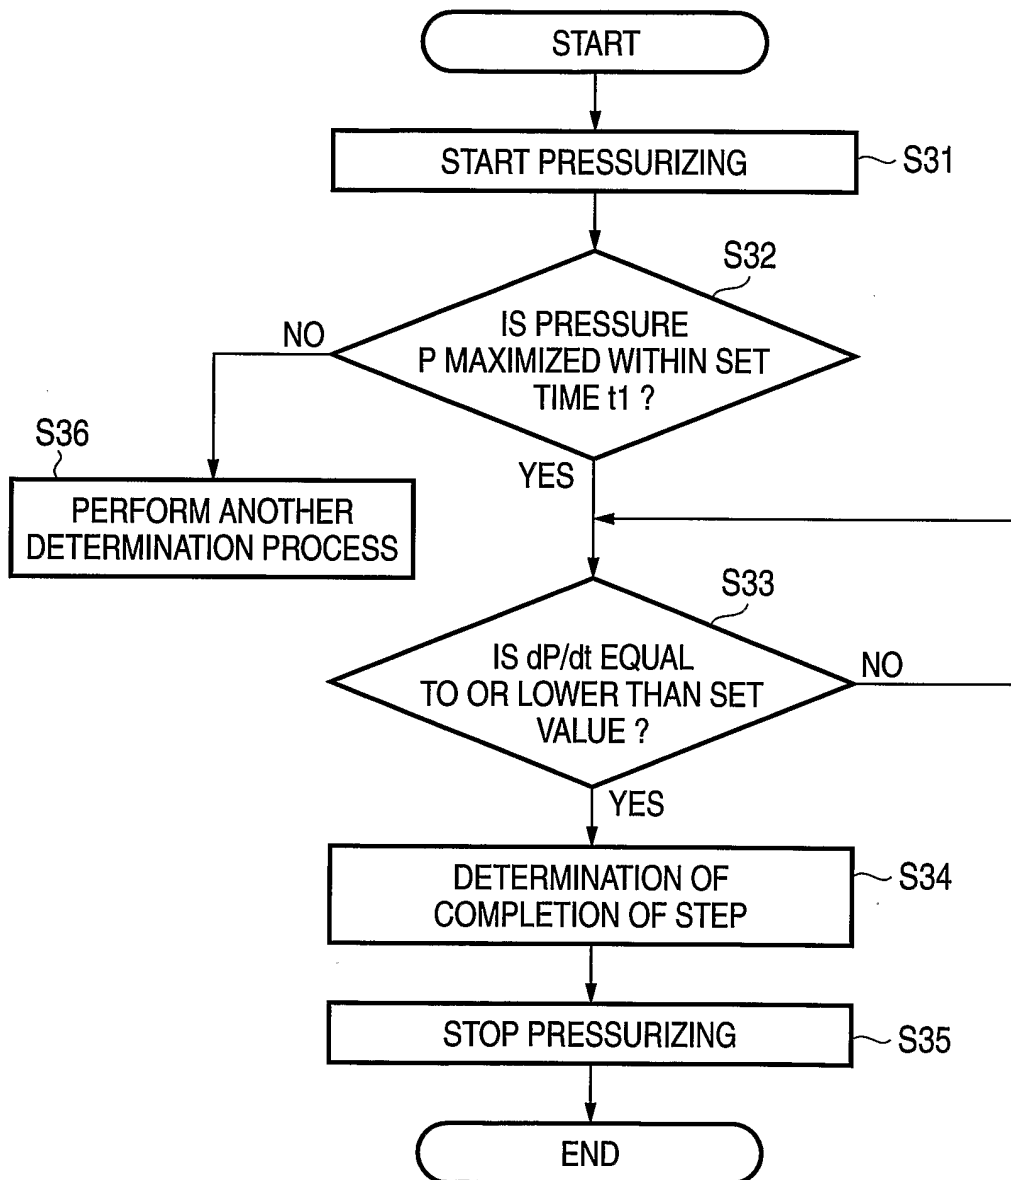 START
START PRESSURIZING
S31
S32
IS PRESSURE
P MAXIMIZED WITHIN SET
TIME t1 ?
NO
YES
S36
PERFORM ANOTHER
DETERMINATION PROCESS
S33
IS dP/dt EQUAL
TO OR LOWER THAN SET
VALUE ?
NO
YES
DETERMINATION OF
COMPLETION OF STEP
S34
STOP PRESSURIZING
S35
END